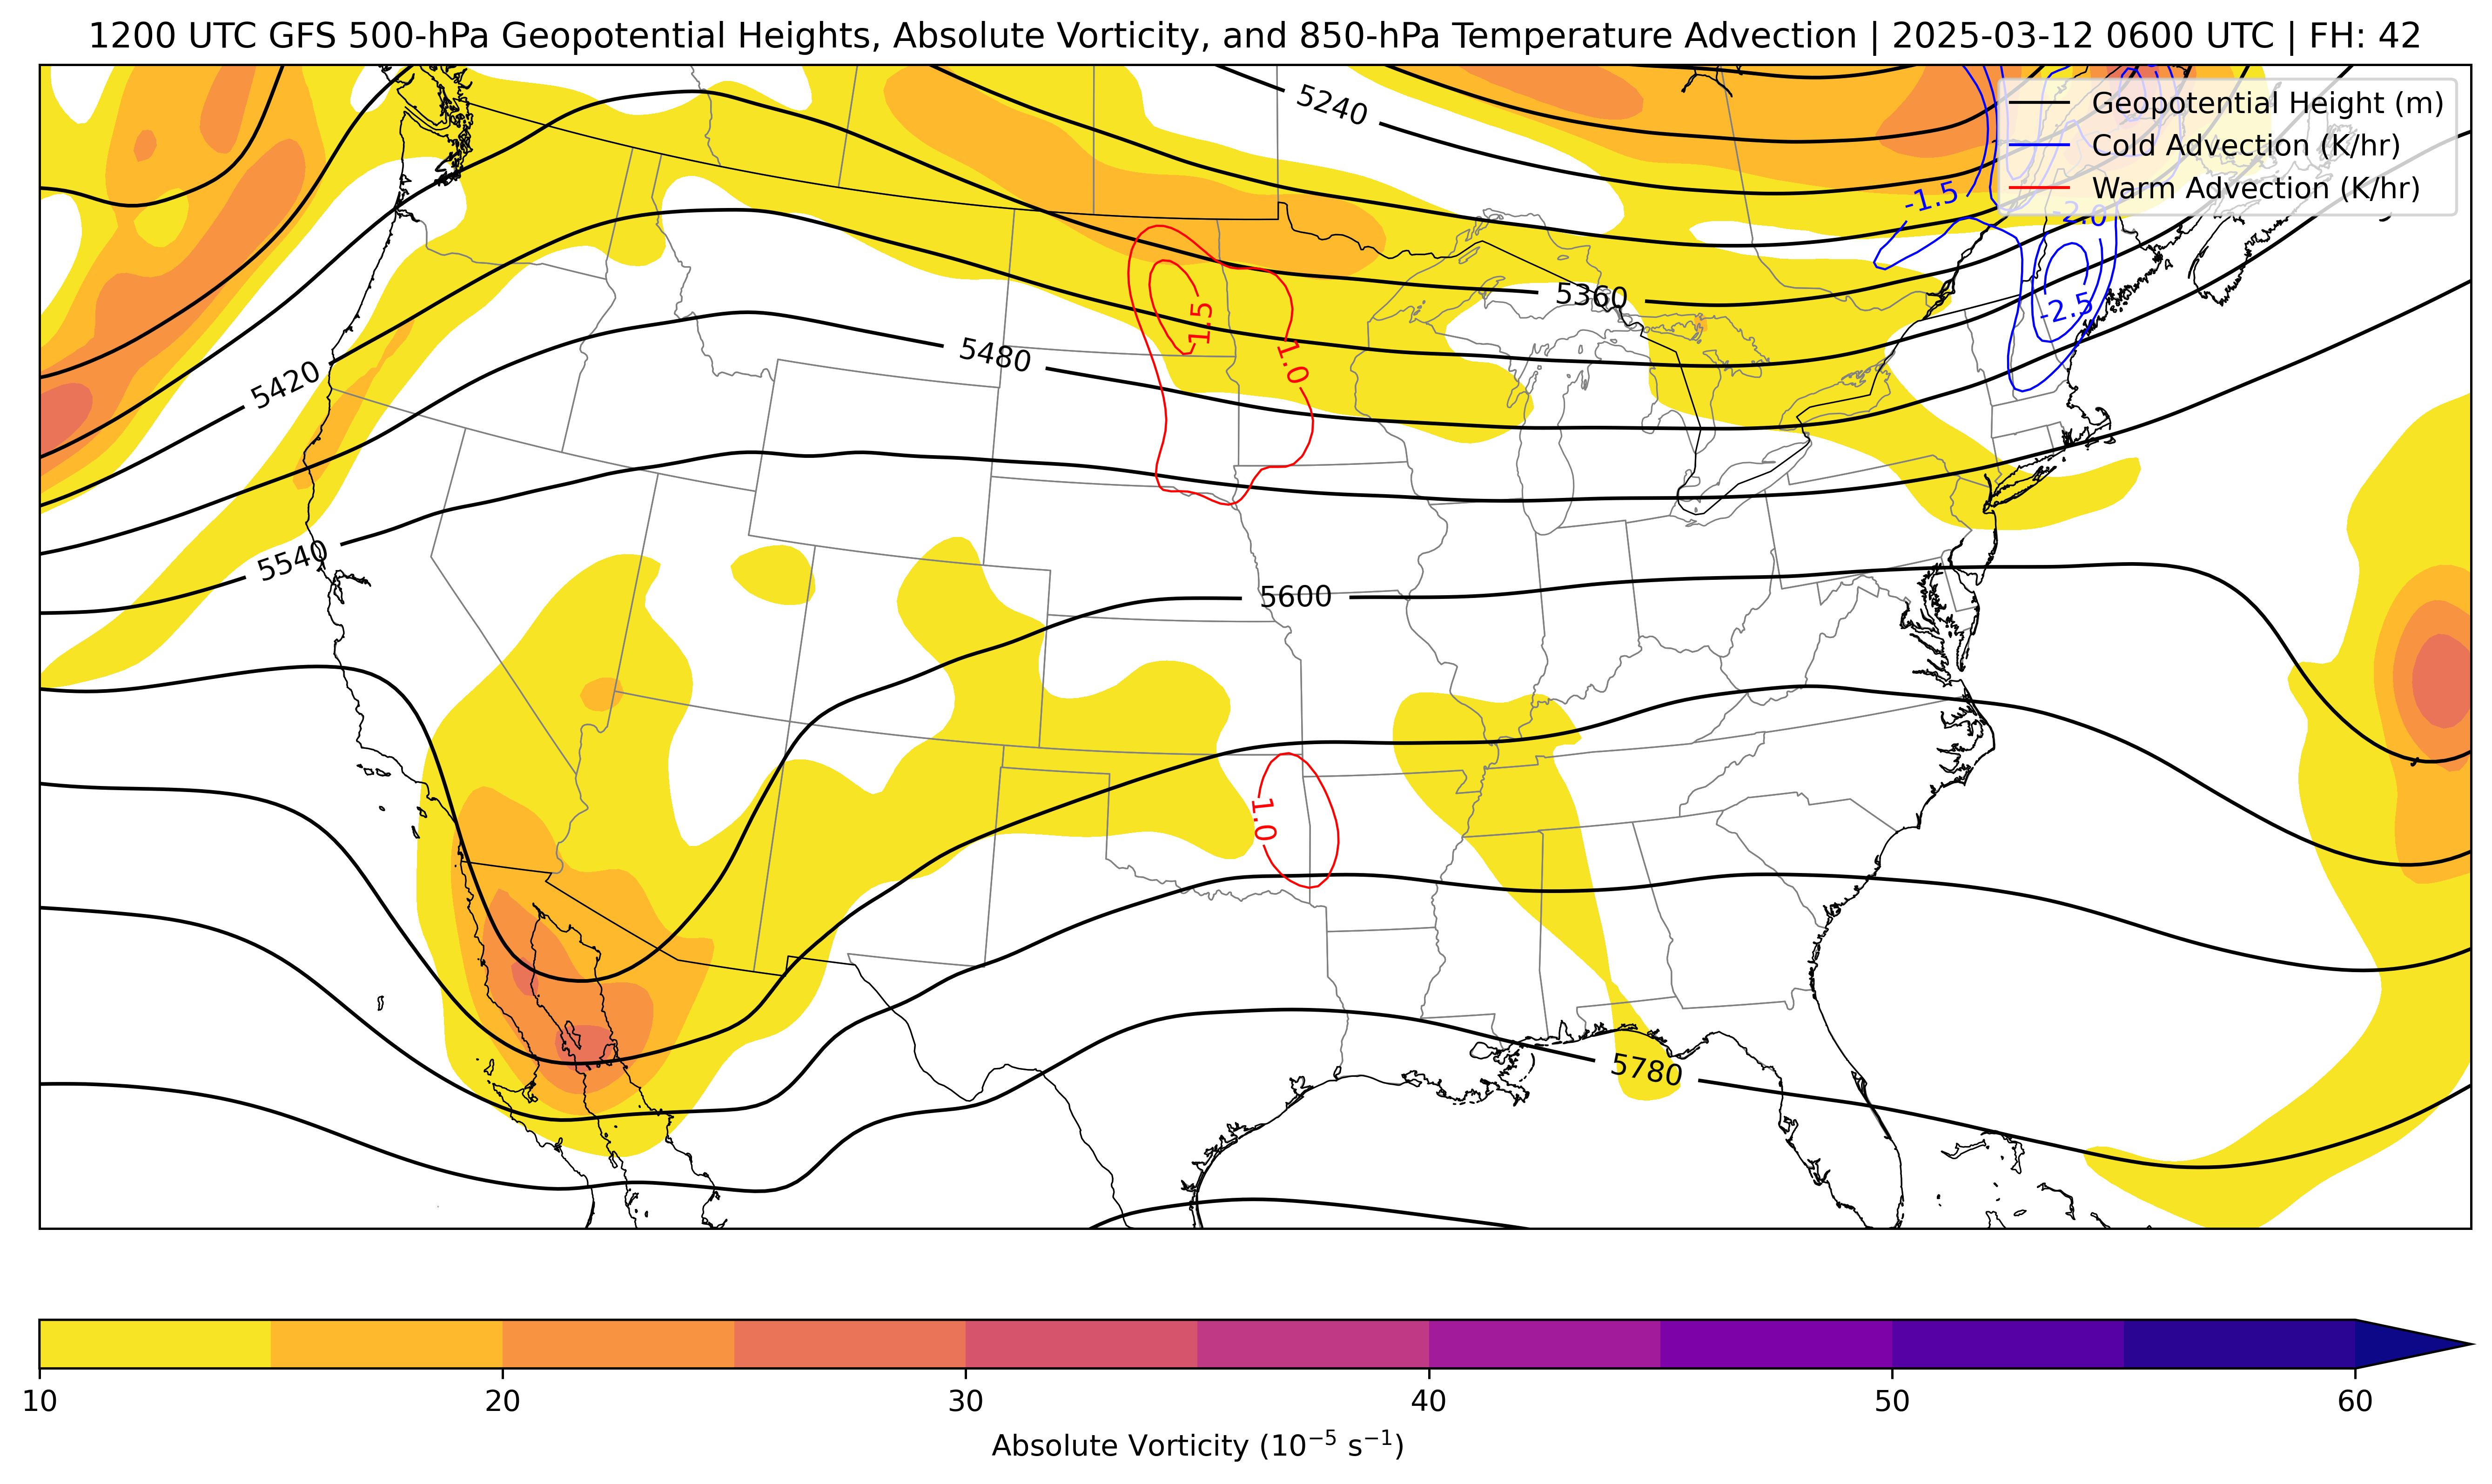 1200 UTC GFS 500-hPa Geopotential Heights, Absolute Vorticity, and 850-hPa Temperature Advection | 2025-03-12 0600 UTC | FH: 42
Geopotential Height (m)
Cold Advection (K/hr)
Warm Advection (K/hr)
5240
-1.5
-2.0
-2.5
5360
1.5
1.0
5480
5420
5540
5600
1.0
5780
10 20 30 40 50 60
Absolute Vorticity (10⁻⁵ s⁻¹)